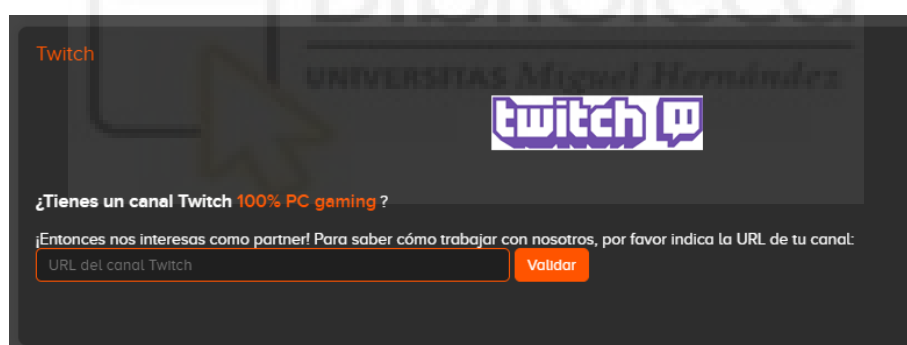 Biblioteca
UNIVERSITAS Miguel Hernández
Twitch
twitch
¿Tienes un canal Twitch 100% PC gaming ?
¡Entonces nos interesas como partner! Para saber cómo trabajar con nosotros, por favor indica la URL de tu canal:
URL del canal Twitch
Validar